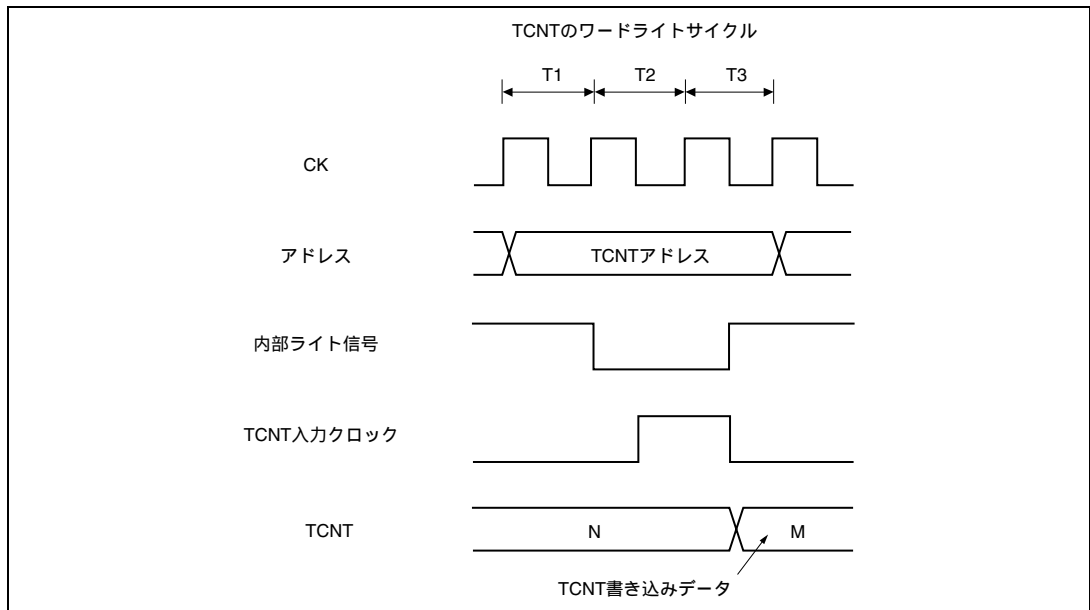 TCNTのワードライトサイクル
T1 T2 T3
CK
アドレス TCNTアドレス
内部ライト信号
TCNT入力クロック
TCNT N M
TCNT書き込みデータ